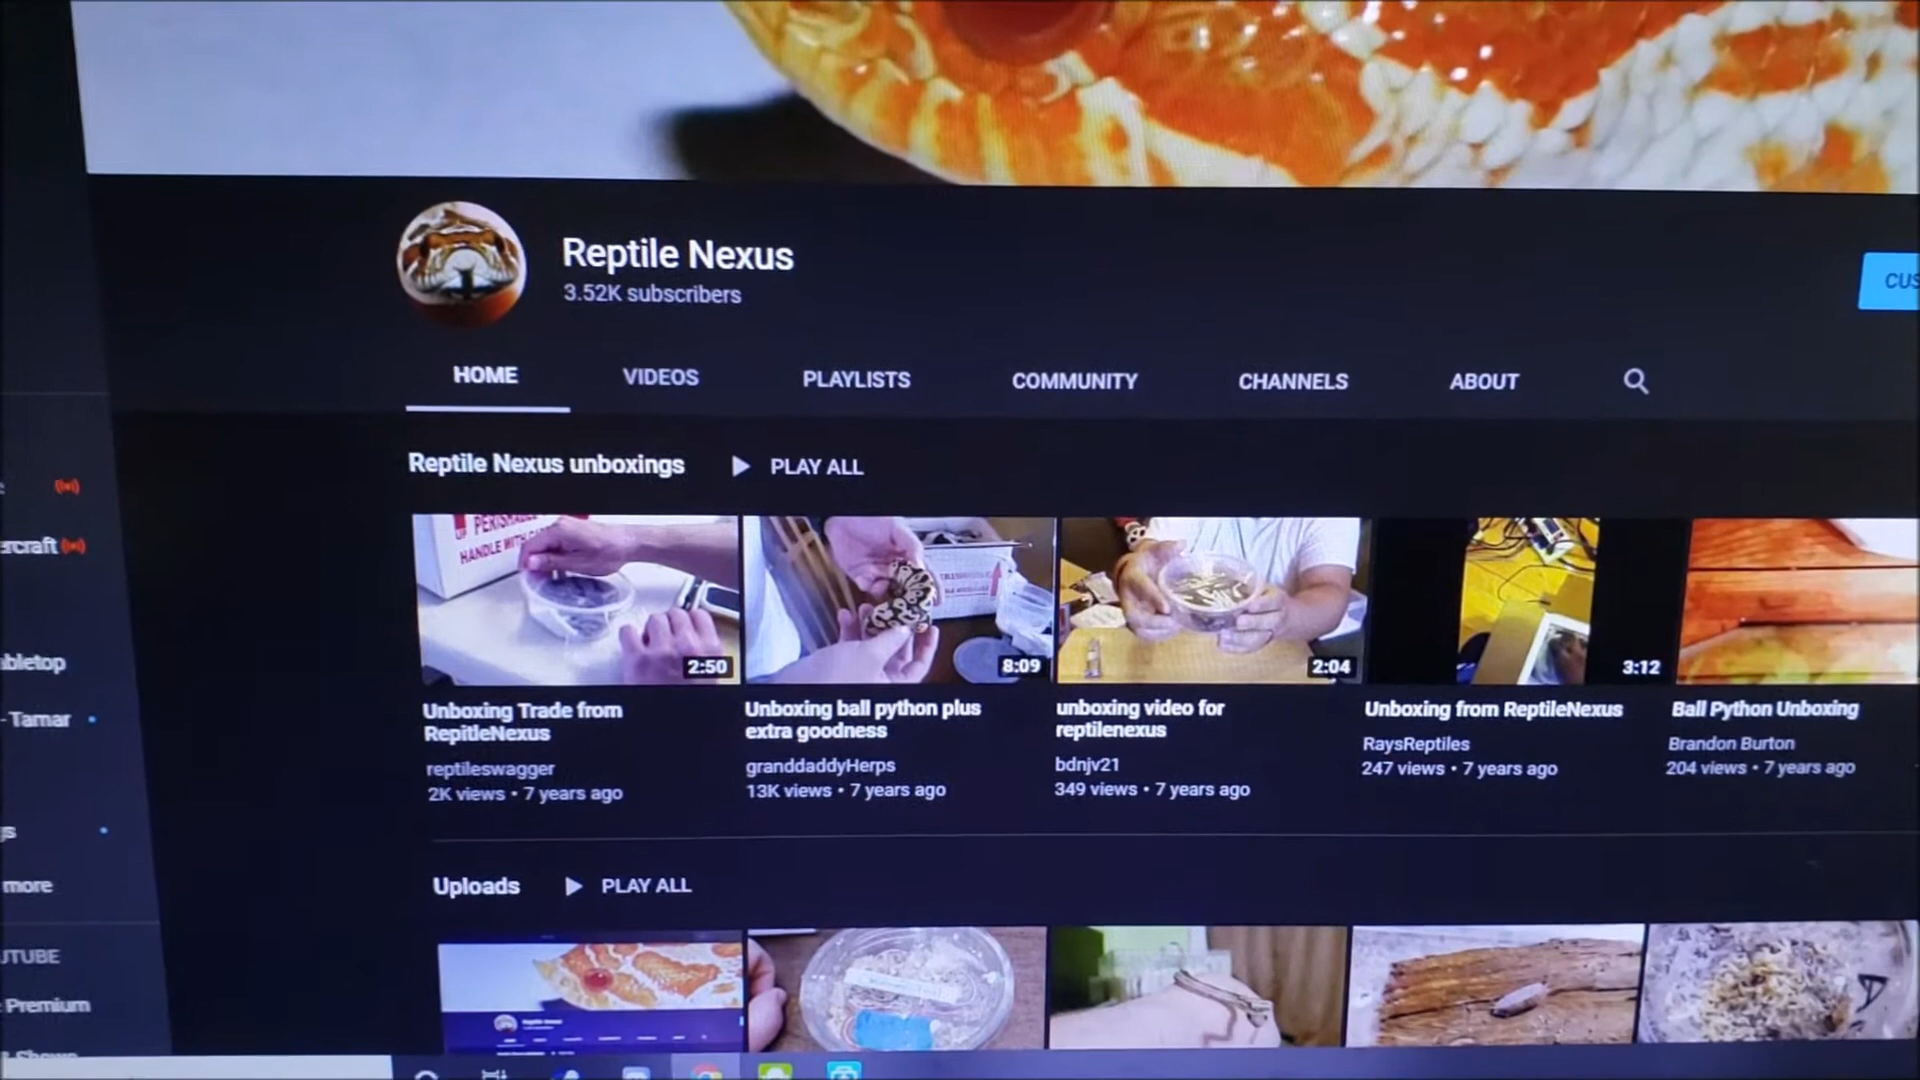 Reptile Nexus
3.52K subscribers
CUS
HOME
VIDEOS
PLAYLISTS
COMMUNITY
CHANNELS
ABOUT
Reptile Nexus unboxings
PLAY ALL
PERISHABLE
HANDLE WITH
2:50
8:09
2:04
3:12
Unboxing Trade from
RepitleNexus
reptileswagger
2K views • 7 years ago
Unboxing ball python plus
extra goodness
granddaddyHerps
13K views • 7 years ago
unboxing video for
reptilenexus
bdnjv21
349 views • 7 years ago
Unboxing from ReptileNexus
RaysReptiles
247 views • 7 years ago
Ball Python Unboxing
Brandon Burton
204 views • 7 years ago
Uploads
PLAY ALL
ercraft
bletop
- Tamar
gs
more
UTUBE
Premium